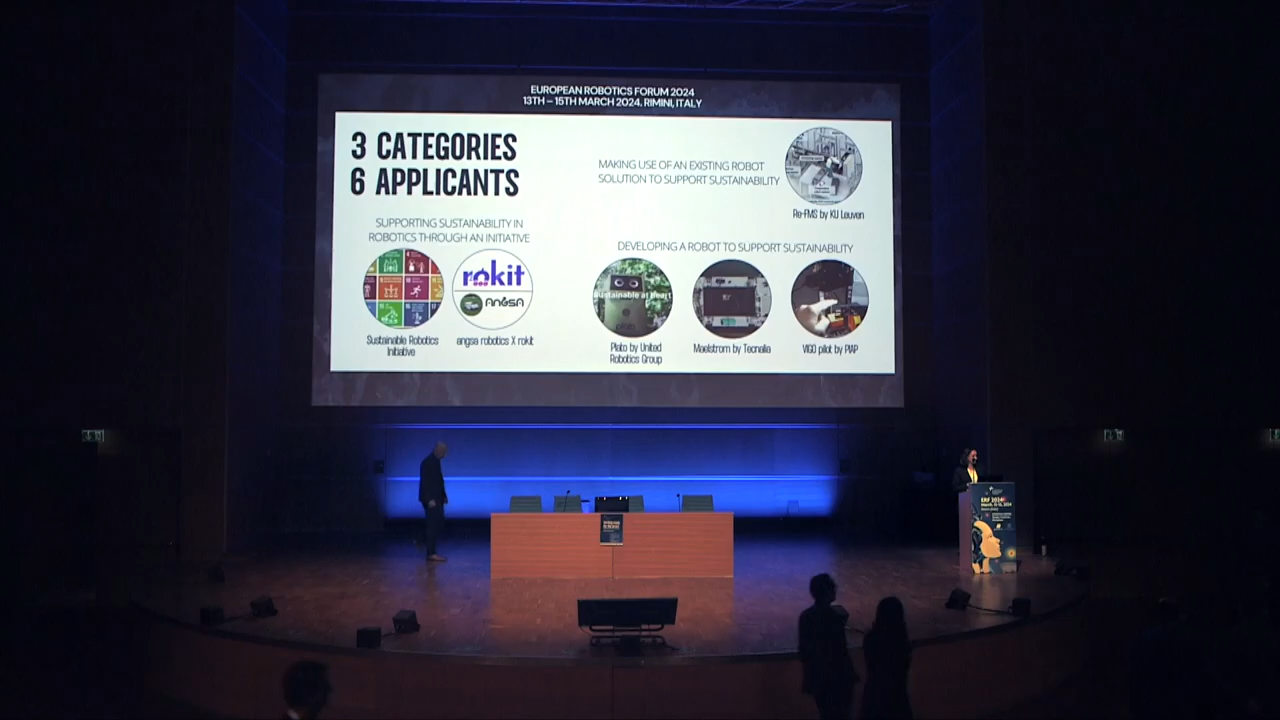 EUROPEAN ROBOTICS FORUM 2024
13TH – 15TH MARCH 2024. RIMINI, ITALY
3 CATEGORIES
6 APPLICANTS
MAKING USE OF AN EXISTING ROBOT
SOLUTION TO SUPPORT SUSTAINABILITY
Re-FMS by KU Leuven
SUPPORTING SUSTAINABILITY IN
ROBOTICS THROUGH AN INITIATIVE
rokit
ANGSA
Sustainable Robotics
Initiative
angsa robotics X rokit
DEVELOPING A ROBOT TO SUPPORT SUSTAINABILITY
Sustainable at heart
Plato by United
Robotics Group
Maelstrom by Tecnalia
VIGO pilot by PIAP
ERF 2024